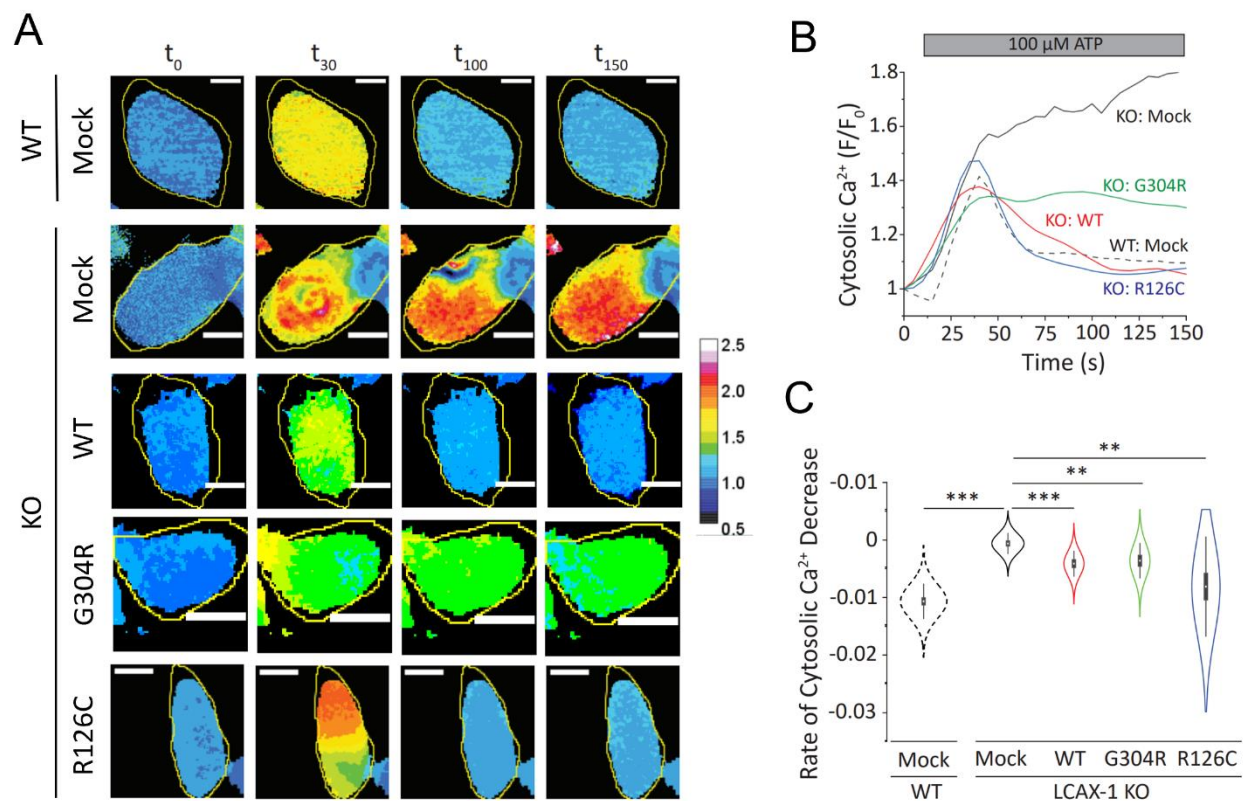 A
t0 t30 t100 t150
WT
Mock
KO
Mock
WT
G304R
R126C
2.5
2.0
1.5
1.0
0.5
B
100 µM ATP
Cytosolic Ca2+ (F/F0)
1.8
1.6
1.4
1.2
1
KO: Mock
KO: G304R
KO: WT
WT: Mock
KO: R126C
0 25 50 75 100 125 150
Time (s)
C
Rate of Cytosolic Ca2+ Decrease
-0.01
0
-0.01
-0.02
-0.03
**
**
*** ***
Mock Mock WT G304R R126C
WT LCAX-1 KO